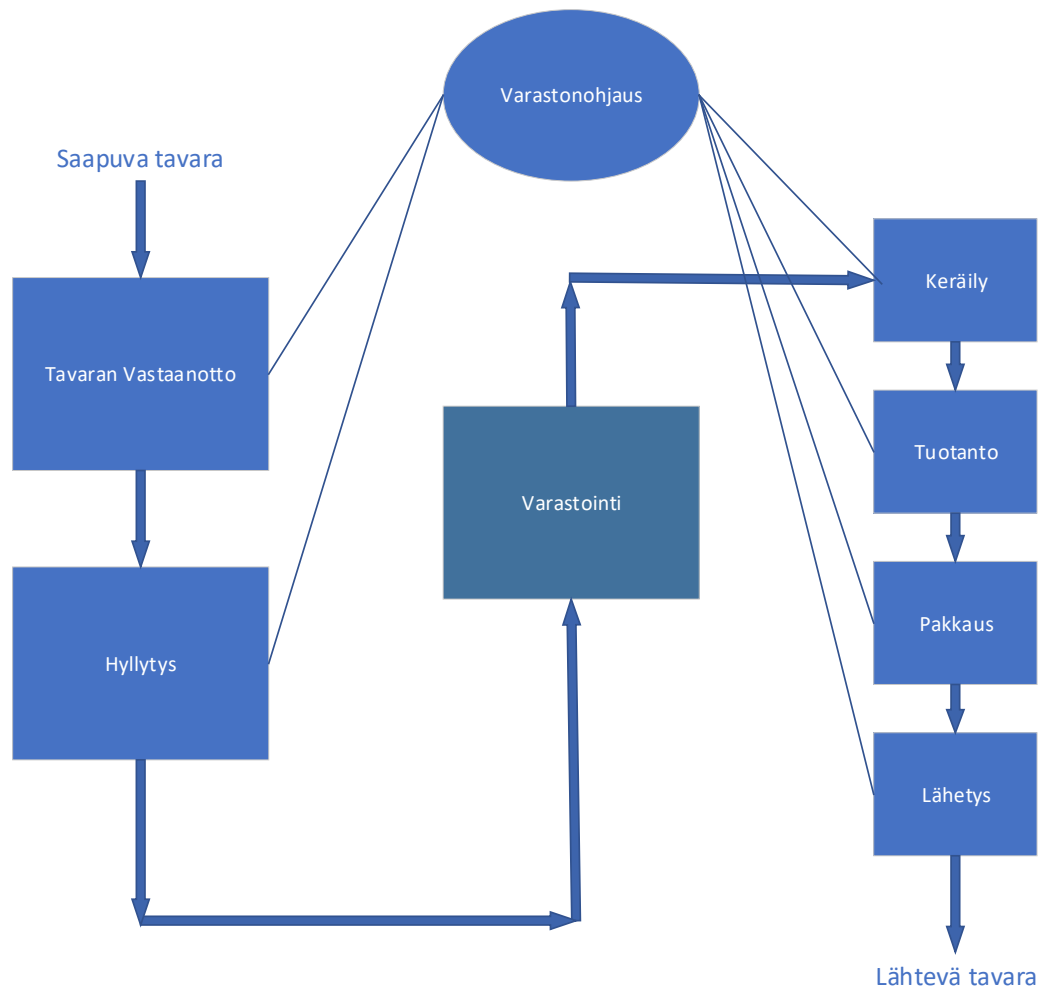 Varastonohjaus
Saapuva tavara
Keräily
Tavaran Vastaanotto
Tuotanto
Varastointi
Pakkaus
Hyllytys
Lähetys
Lähtevä tavara